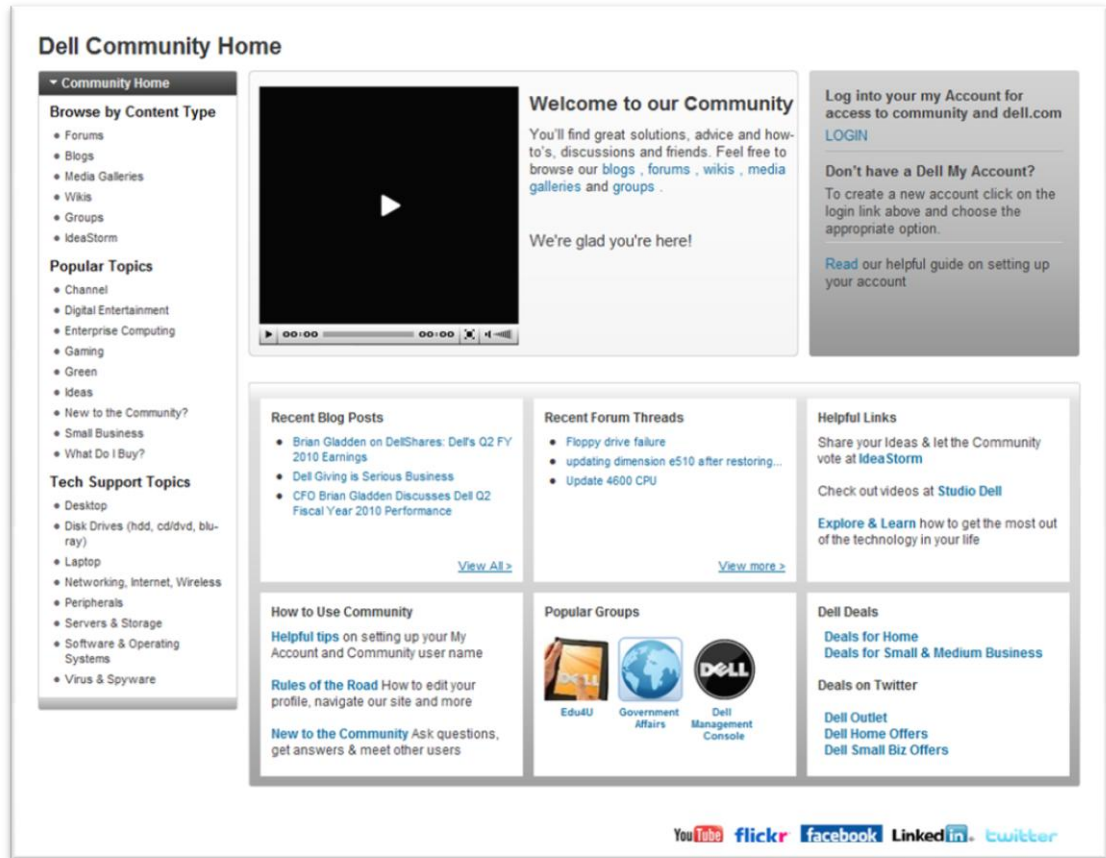 Dell Community Home
Community Home
Browse by Content Type
Forums
Blogs
Media Galleries
Wikis
Groups
IdeaStorm
Popular Topics
Channel
Digital Entertainment
Enterprise Computing
Gaming
Green
Ideas
New to the Community?
Small Business
What Do I Buy?
Tech Support Topics
Desktop
Disk Drives (hdd, cd/dvd, blu-
ray)
Laptop
Networking, Internet, Wireless
Peripherals
Servers & Storage
Software & Operating
Systems
Virus & Spyware
00:00 00:00
Welcome to our Community
You'll find great solutions, advice and how-
to's, discussions and friends. Feel free to
browse our blogs , forums , wikis , media
galleries and groups .
We're glad you're here!
Log into your my Account for
access to community and dell.com
LOGIN
Don't have a Dell My Account?
To create a new account click on the
login link above and choose the
appropriate option.
Read our helpful guide on setting up
your account
Recent Blog Posts
Brian Gladden on DellShares: Dell's Q2 FY
2010 Earnings
Dell Giving is Serious Business
CFO Brian Gladden Discusses Dell Q2
Fiscal Year 2010 Performance
View All >
Recent Forum Threads
Floppy drive failure
updating dimension e510 after restoring...
Update 4600 CPU
View more >
Helpful Links
Share your Ideas & let the Community
vote at IdeaStorm
Check out videos at Studio Dell
Explore & Learn how to get the most out
of the technology in your life
How to Use Community
Helpful tips on setting up your My
Account and Community user name
Rules of the Road How to edit your
profile, navigate our site and more
New to the Community Ask questions,
get answers & meet other users
Popular Groups
DELL
DELL
Edu4U
Government
Affairs
Dell
Management
Console
Dell Deals
Deals for Home
Deals for Small & Medium Business
Deals on Twitter
Dell Outlet
Dell Home Offers
Dell Small Biz Offers
YouTube flickr facebook Linked in. twitter